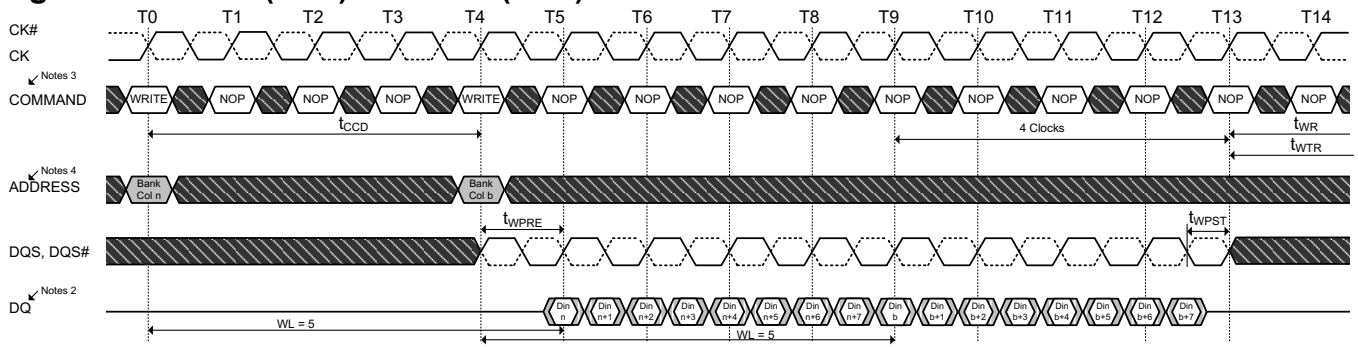 T0 T1 T2 T3 T4 T5 T6 T7 T8 T9 T10 T11 T12 T13 T14
CK#
CK
Notes 3
COMMAND WRITE NOP NOP NOP WRITE NOP NOP NOP NOP NOP NOP NOP NOP NOP NOP
tCCD 4 Clocks tWR
tWTR
Notes 4
ADDRESS Bank Col n Bank Col b
tWPRE tWPST
DQS, DQS#
Notes 2
DQ Din n Din n+1 Din n+2 Din n+3 Din n+4 Din n+5 Din n+6 Din n+7 Din b Din b+1 Din b+2 Din b+3 Din b+4 Din b+5 Din b+6 Din b+7
WL = 5 WL = 5